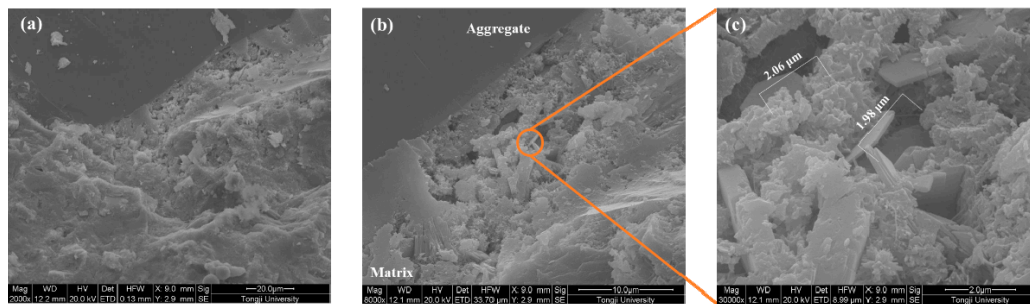 (a)
Mag WD HV Det HFW X: 9.0 mm Sig 20.0μm
2000x 12.2 mm 20.0 kV ETD 0.13 mm Y: 2.9 mm SE Tongji University
(b)
Aggregate
Matrix
Mag WD HV Det HFW X: 9.0 mm Sig 10.0μm
8000x 12.1 mm 20.0 kV ETD 33.70 μm Y: 2.9 mm SE Tongji University
(c)
2.06 μm
1.98 μm
Mag WD HV Det HFW X: 9.0 mm Sig 2.0μm
30000x 12.1 mm 20.0 kV ETD 8.99 μm Y: 2.9 mm SE Tongji University